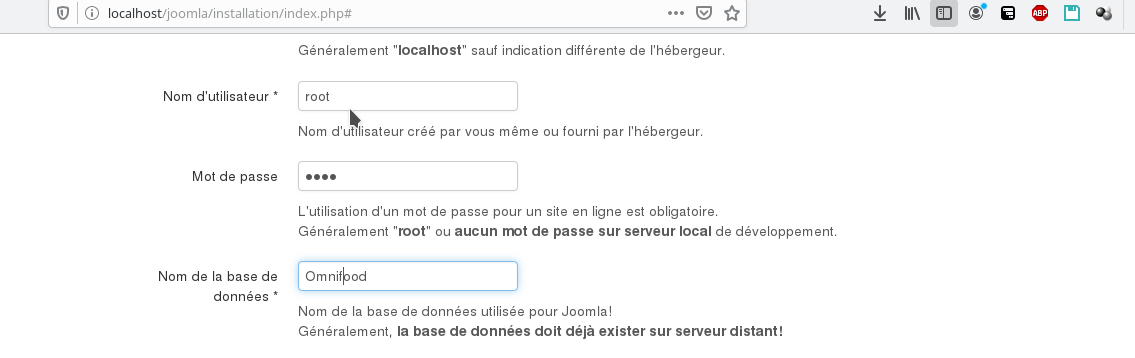 localhost/joomla/installation/index.php#
ABP
Généralement "localhost" sauf indication différente de l'hébergeur.
Nom d'utilisateur * root
Nom d'utilisateur créé par vous même ou fourni par l'hébergeur.
Mot de passe ••••
L'utilisation d'un mot de passe pour un site en ligne est obligatoire.
Généralement "root" ou aucun mot de passe sur serveur local de développement.
Nom de la base de
données *
Omnifood
Nom de la base de données utilisée pour Joomla!
Généralement, la base de données doit déjà exister sur serveur distant!